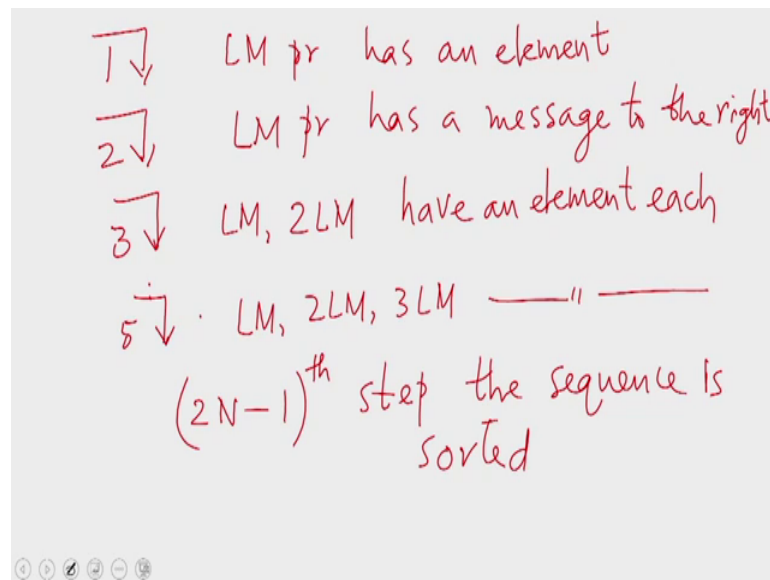 1 LM pr has an element
2 LM pr has a message to the right
3 LM, 2LM have an element each
5 . LM, 2LM, 3LM —— " ——
(2N-1)th step the sequence is
sorted